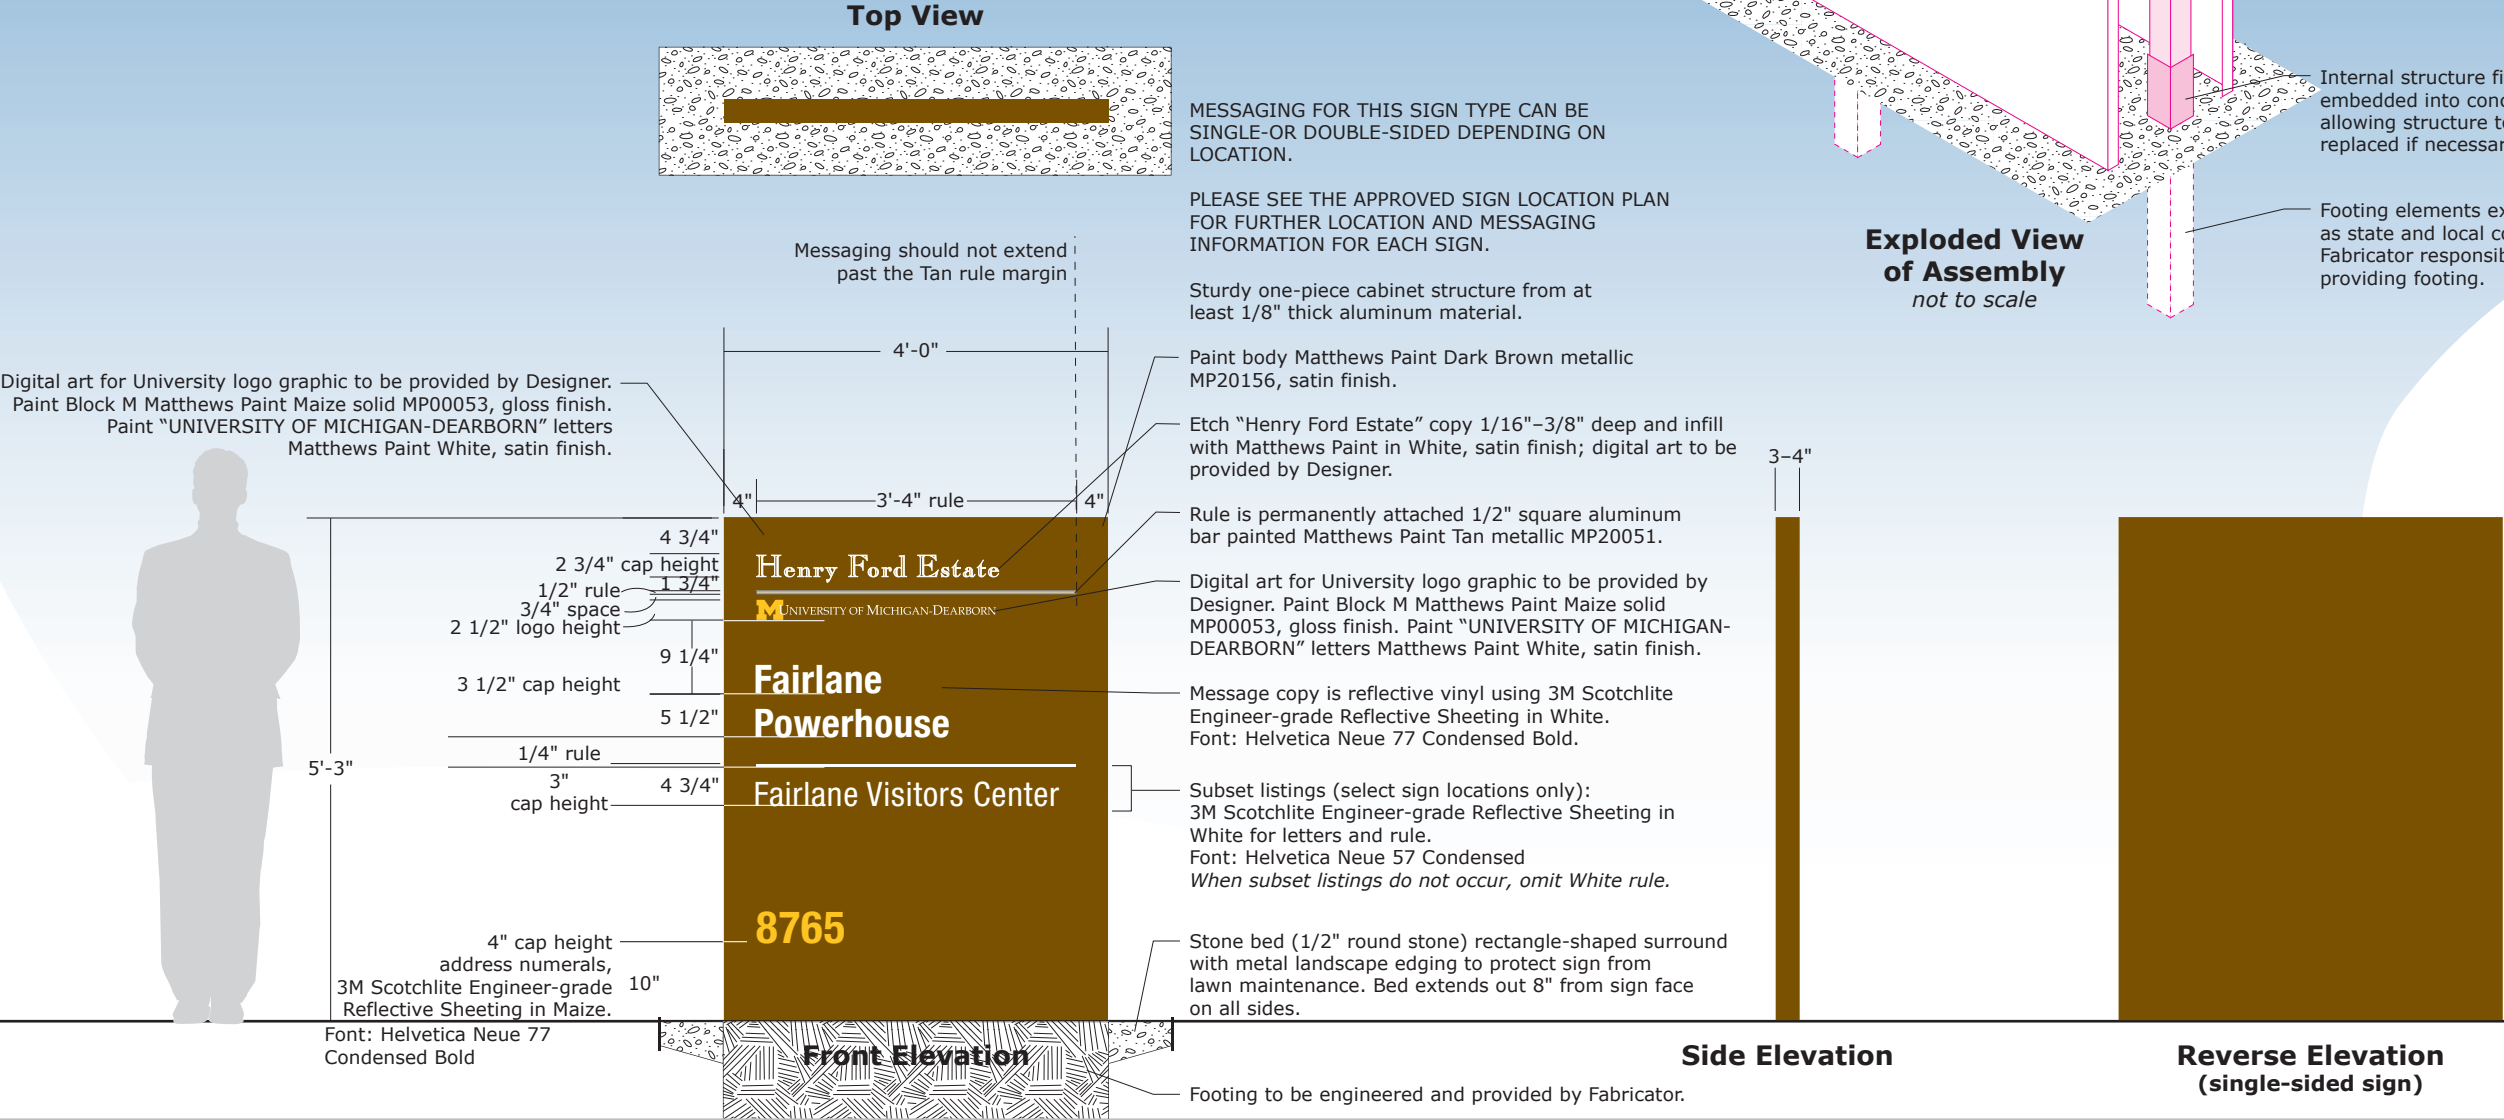 Top View
MESSAGING FOR THIS SIGN TYPE CAN BE
SINGLE-OR DOUBLE-SIDED DEPENDING ON
LOCATION.
PLEASE SEE THE APPROVED SIGN LOCATION PLAN
FOR FURTHER LOCATION AND MESSAGING
INFORMATION FOR EACH SIGN.
Messaging should not extend
past the Tan rule margin
Sturdy one-piece cabinet structure from at
least 1/8" thick aluminum material.
Internal structure
embedded into
allowing structure
replaced if
Footing elements
as state and local
Fabricator
providing footing.
Exploded View
of Assembly
not to scale
4'-0"
Paint body Matthews Paint Dark Brown metallic
MP20156, satin finish.
Digital art for University logo graphic to be provided by Designer.
Paint Block M Matthews Paint Maize solid MP00053, gloss finish.
Paint “UNIVERSITY OF MICHIGAN-DEARBORN” letters
Matthews Paint White, satin finish.
Etch “Henry Ford Estate” copy 1/16"–3/8" deep and infill
with Matthews Paint in White, satin finish; digital art to be
provided by Designer.
3–4"
4"
3'-4" rule
4"
Rule is permanently attached 1/2" square aluminum
bar painted Matthews Paint Tan metallic MP20051.
4 3/4"
2 3/4" cap height
1 3/4"
1/2" rule
3/4" space
2 1/2" logo height
9 1/4"
3 1/2" cap height
5 1/2"
1/4" rule
5'-3"
3"
cap height
4 3/4"
Henry Ford Estate
M UNIVERSITY OF MICHIGAN-DEARBORN
Fairlane
Powerhouse
Fairlane Visitors Center
8765
Digital art for University logo graphic to be provided by
Designer. Paint Block M Matthews Paint Maize solid
MP00053, gloss finish. Paint “UNIVERSITY OF MICHIGAN-
DEARBORN” letters Matthews Paint White, satin finish.
Message copy is reflective vinyl using 3M Scotchlite
Engineer-grade Reflective Sheeting in White.
Font: Helvetica Neue 77 Condensed Bold.
Subset listings (select sign locations only):
3M Scotchlite Engineer-grade Reflective Sheeting in
White for letters and rule.
Font: Helvetica Neue 57 Condensed
When subset listings do not occur, omit White rule.
4" cap height
address numerals,
3M Scotchlite Engineer-grade
Reflective Sheeting in Maize.
Font: Helvetica Neue 77
Condensed Bold
10"
Stone bed (1/2" round stone) rectangle-shaped surround
with metal landscape edging to protect sign from
lawn maintenance. Bed extends out 8" from sign face
on all sides.
Front Elevation
Side Elevation
Reverse Elevation
(single-sided sign)
Footing to be engineered and provided by Fabricator.